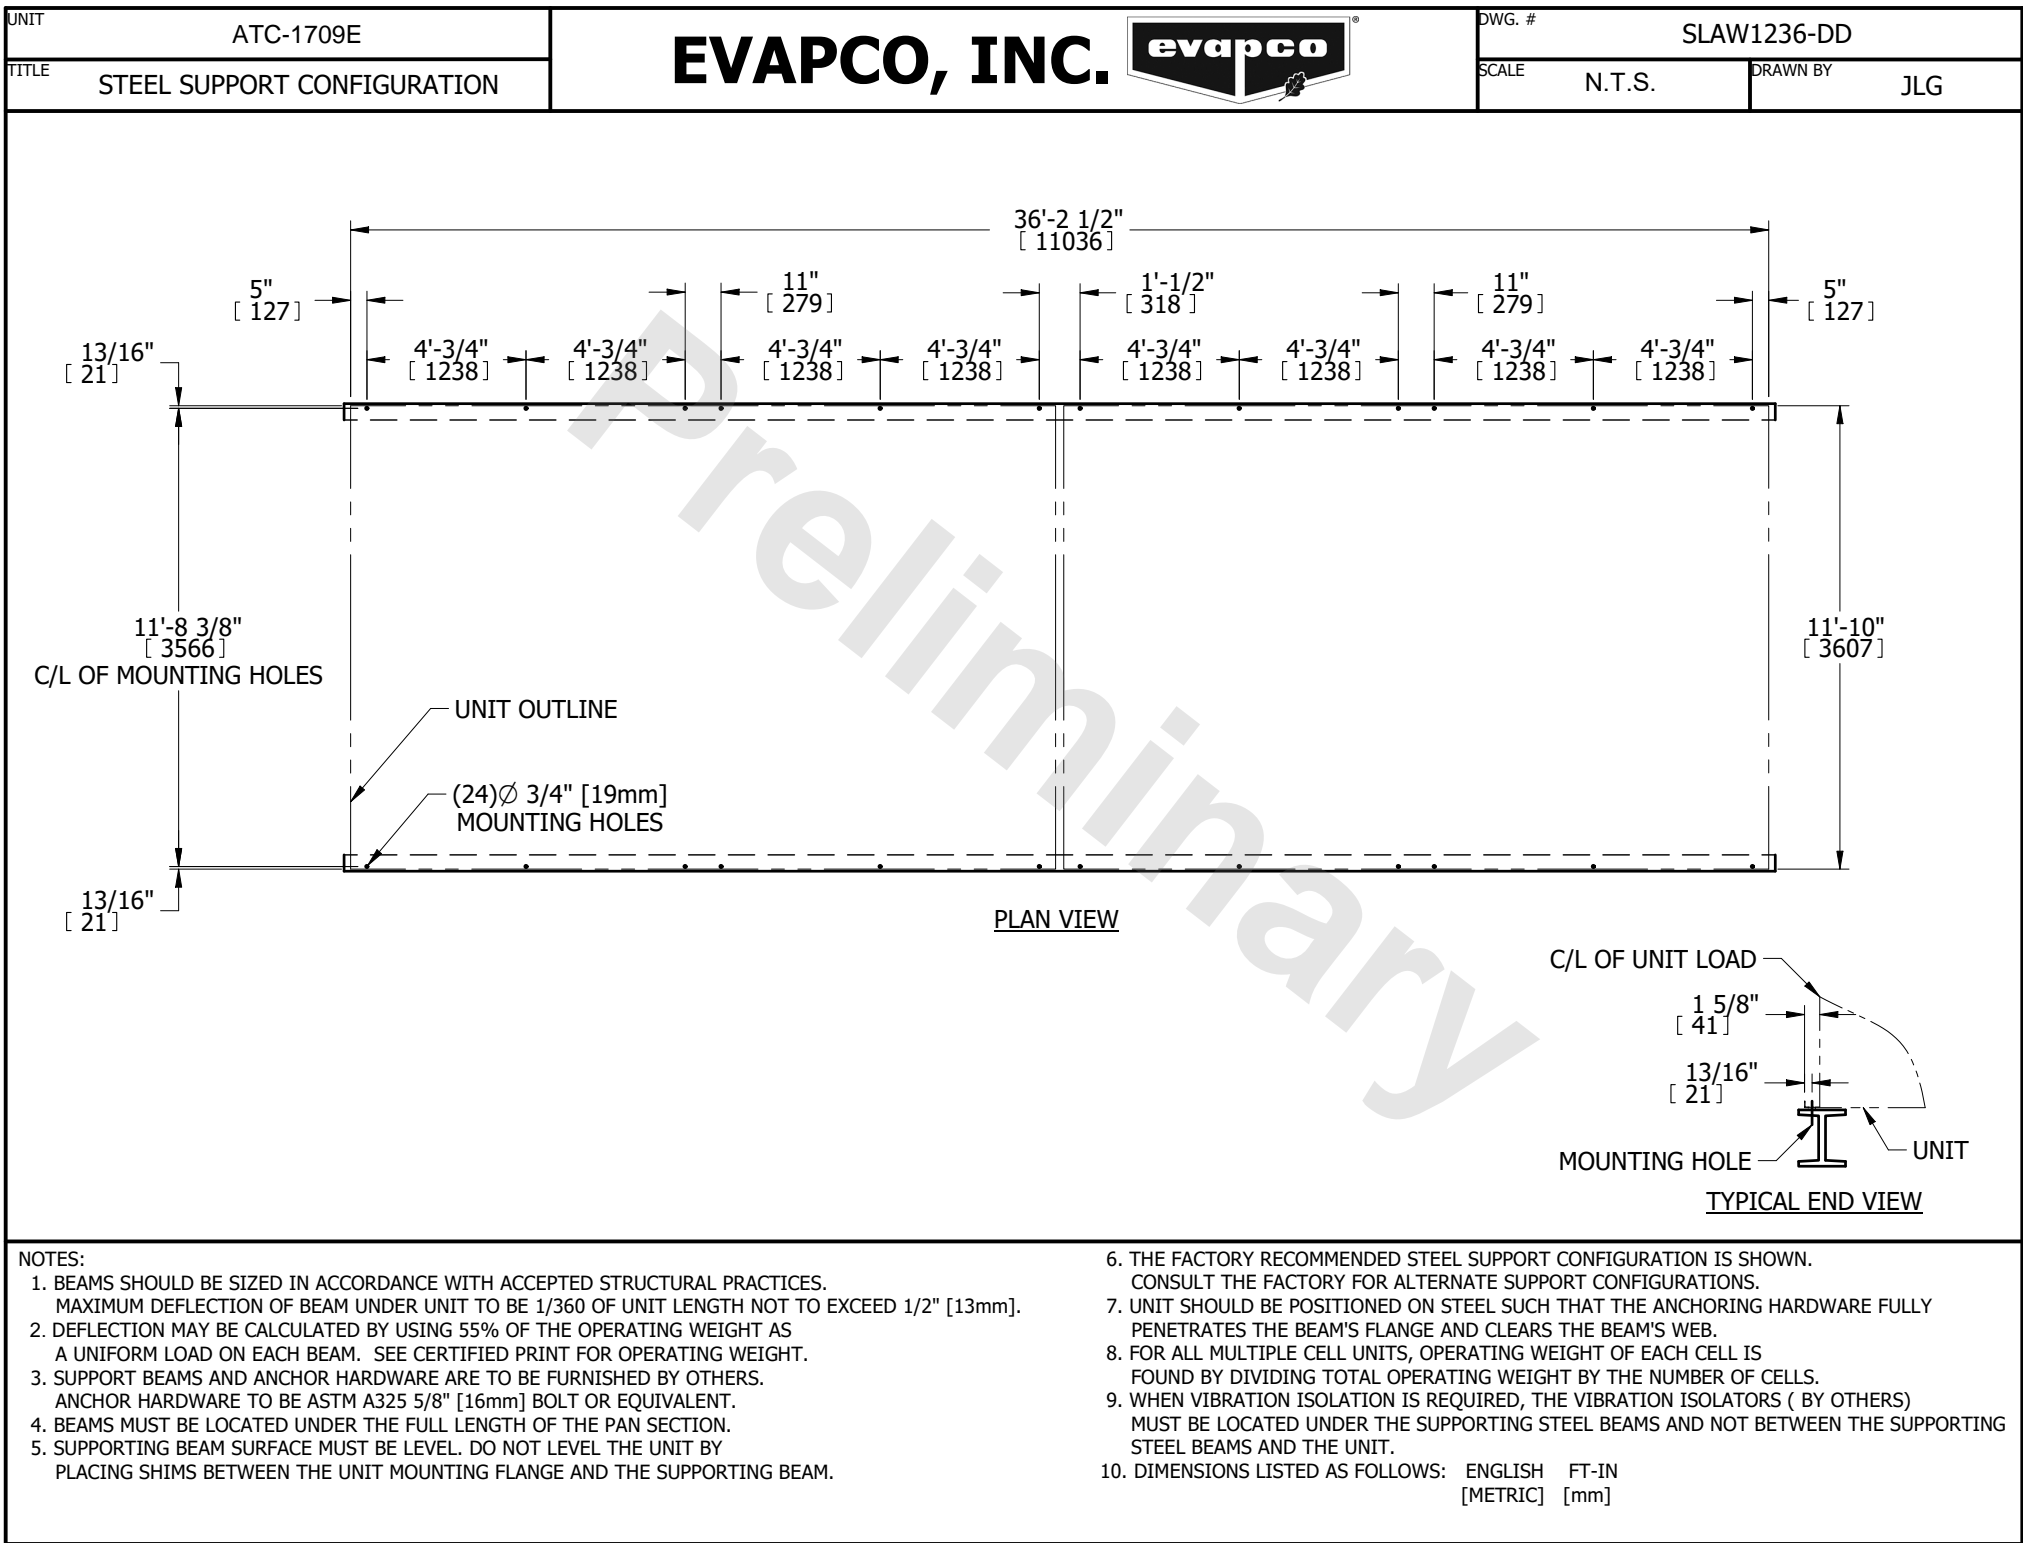 UNIT
ATC-1709E
TITLE
STEEL SUPPORT CONFIGURATION
EVAPCO, INC.
evapco
®
DWG. #
SLAW1236-DD
SCALE
N.T.S.
DRAWN BY
JLG
36'-2 1/2"
[ 11036 ]
5"
[ 127 ]
11"
[ 279 ]
1'-1/2"
[ 318 ]
11"
[ 279 ]
5"
[ 127 ]
13/16"
[ 21 ]
4'-3/4"
[ 1238 ]
4'-3/4"
[ 1238 ]
4'-3/4"
[ 1238 ]
4'-3/4"
[ 1238 ]
4'-3/4"
[ 1238 ]
4'-3/4"
[ 1238 ]
4'-3/4"
[ 1238 ]
4'-3/4"
[ 1238 ]
11'-8 3/8"
[ 3566 ]
C/L OF MOUNTING HOLES
11'-10"
[ 3607 ]
UNIT OUTLINE
(24)Ø 3/4" [19mm]
MOUNTING HOLES
13/16"
[ 21 ]
PLAN VIEW
Preliminary
C/L OF UNIT LOAD
1 5/8"
[ 41 ]
13/16"
[ 21 ]
MOUNTING HOLE
UNIT
TYPICAL END VIEW
NOTES:
1. BEAMS SHOULD BE SIZED IN ACCORDANCE WITH ACCEPTED STRUCTURAL PRACTICES.
MAXIMUM DEFLECTION OF BEAM UNDER UNIT TO BE 1/360 OF UNIT LENGTH NOT TO EXCEED 1/2" [13mm].
2. DEFLECTION MAY BE CALCULATED BY USING 55% OF THE OPERATING WEIGHT AS
A UNIFORM LOAD ON EACH BEAM. SEE CERTIFIED PRINT FOR OPERATING WEIGHT.
3. SUPPORT BEAMS AND ANCHOR HARDWARE ARE TO BE FURNISHED BY OTHERS.
ANCHOR HARDWARE TO BE ASTM A325 5/8" [16mm] BOLT OR EQUIVALENT.
4. BEAMS MUST BE LOCATED UNDER THE FULL LENGTH OF THE PAN SECTION.
5. SUPPORTING BEAM SURFACE MUST BE LEVEL. DO NOT LEVEL THE UNIT BY
PLACING SHIMS BETWEEN THE UNIT MOUNTING FLANGE AND THE SUPPORTING BEAM.
6. THE FACTORY RECOMMENDED STEEL SUPPORT CONFIGURATION IS SHOWN.
CONSULT THE FACTORY FOR ALTERNATE SUPPORT CONFIGURATIONS.
7. UNIT SHOULD BE POSITIONED ON STEEL SUCH THAT THE ANCHORING HARDWARE FULLY
PENETRATES THE BEAM'S FLANGE AND CLEARS THE BEAM'S WEB.
8. FOR ALL MULTIPLE CELL UNITS, OPERATING WEIGHT OF EACH CELL IS
FOUND BY DIVIDING TOTAL OPERATING WEIGHT BY THE NUMBER OF CELLS.
9. WHEN VIBRATION ISOLATION IS REQUIRED, THE VIBRATION ISOLATORS ( BY OTHERS)
MUST BE LOCATED UNDER THE SUPPORTING STEEL BEAMS AND NOT BETWEEN THE SUPPORTING
STEEL BEAMS AND THE UNIT.
10. DIMENSIONS LISTED AS FOLLOWS: ENGLISH FT-IN
[METRIC] [mm]